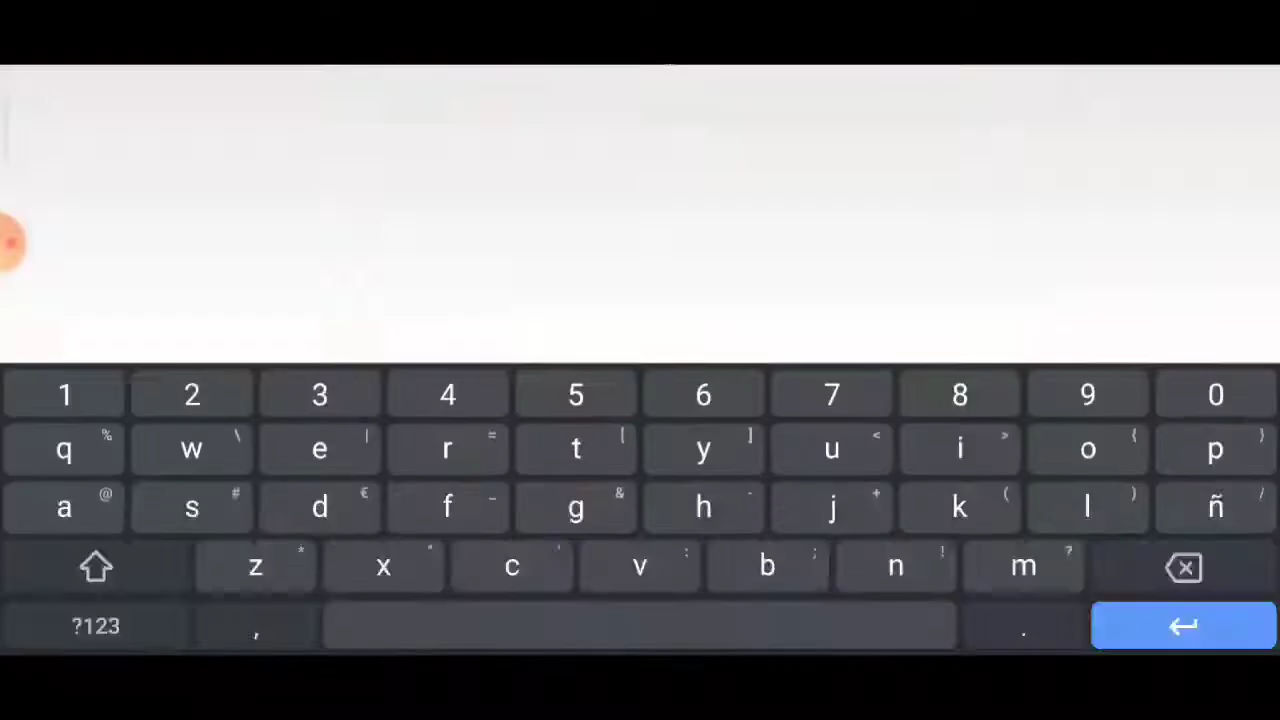 1 2 3 4 5 6 7 8 9 0
q % w \ e | r = t [ y ] u < i > o { p }
a @ s # d € f _ g & h - j + k ( l ) ñ /
z * x " c ' v : b ; n ! m ?
?123 , .